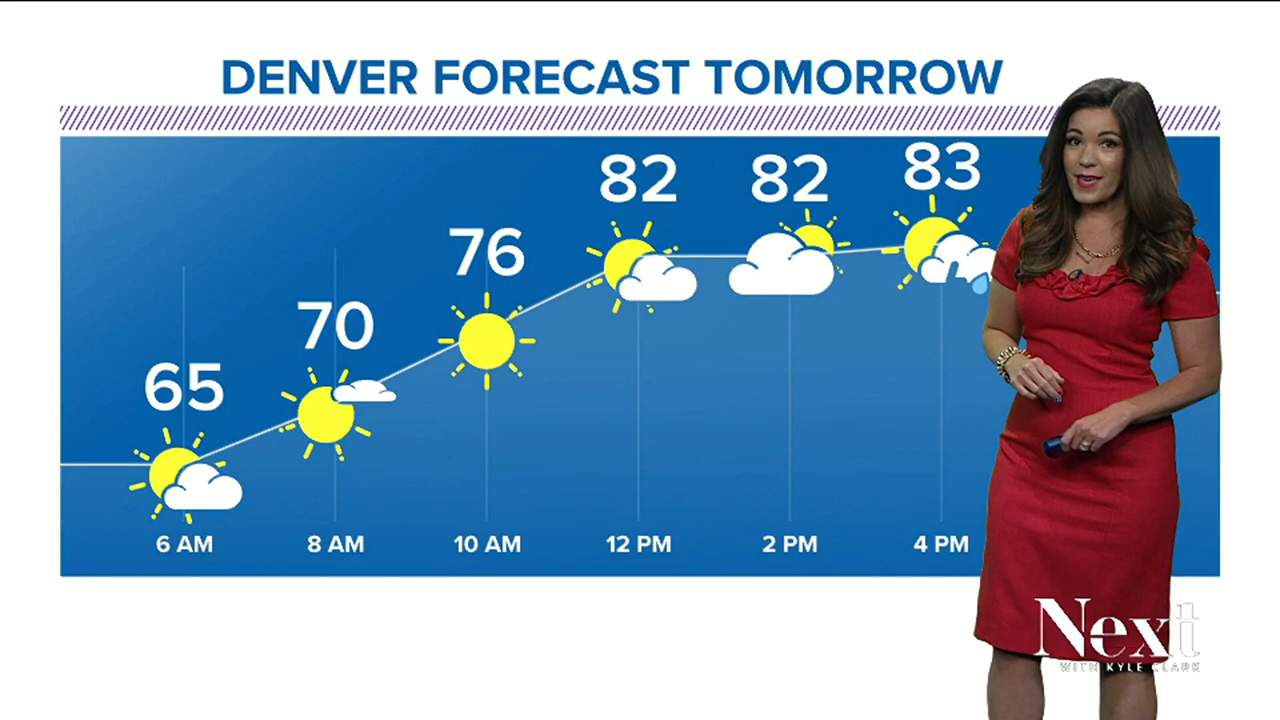 DENVER FORECAST TOMORROW
65
70
76
82
82
83
6 AM
8 AM
10 AM
12 PM
2 PM
4 PM
Next
WITH KYLE CLARK